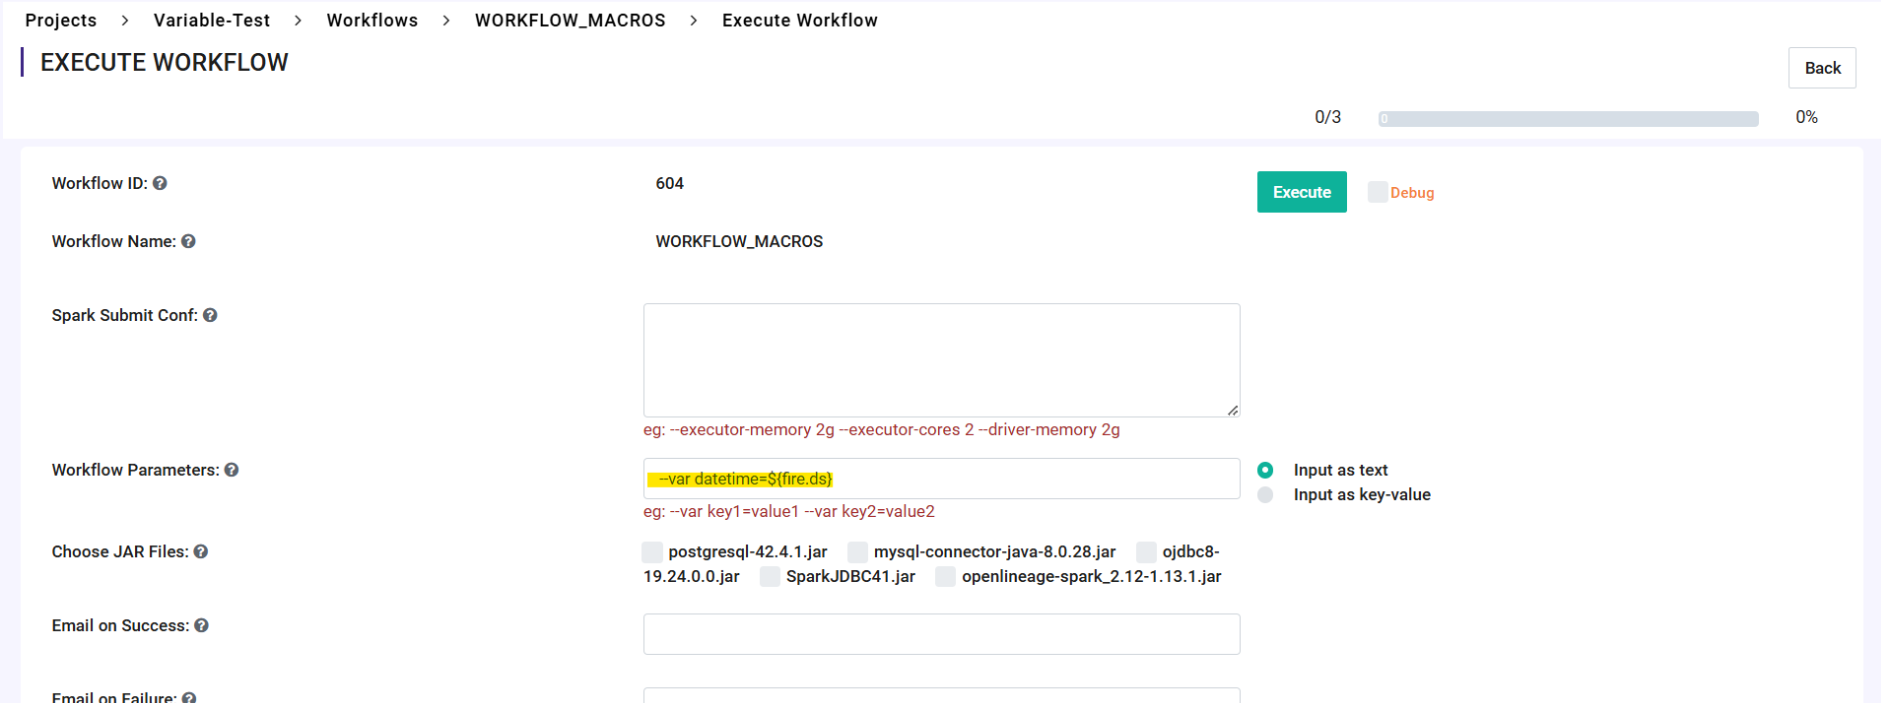 Projects > Variable-Test > Workflows > WORKFLOW_MACROS > Execute Workflow
EXECUTE WORKFLOW
Back
0/3 0 0%
Workflow ID: 604
Execute Debug
Workflow Name: WORKFLOW_MACROS
Spark Submit Conf:
eg: --executor-memory 2g --executor-cores 2 --driver-memory 2g
Workflow Parameters: --var datetime=${fire.ds}
Input as text
Input as key-value
eg: --var key1=value1 --var key2=value2
Choose JAR Files: postgresql-42.4.1.jar mysql-connector-java-8.0.28.jar ojdbc8-
19.24.0.0.jar SparkJDBC41.jar openlineage-spark_2.12-1.13.1.jar
Email on Success:
Email on Failure: